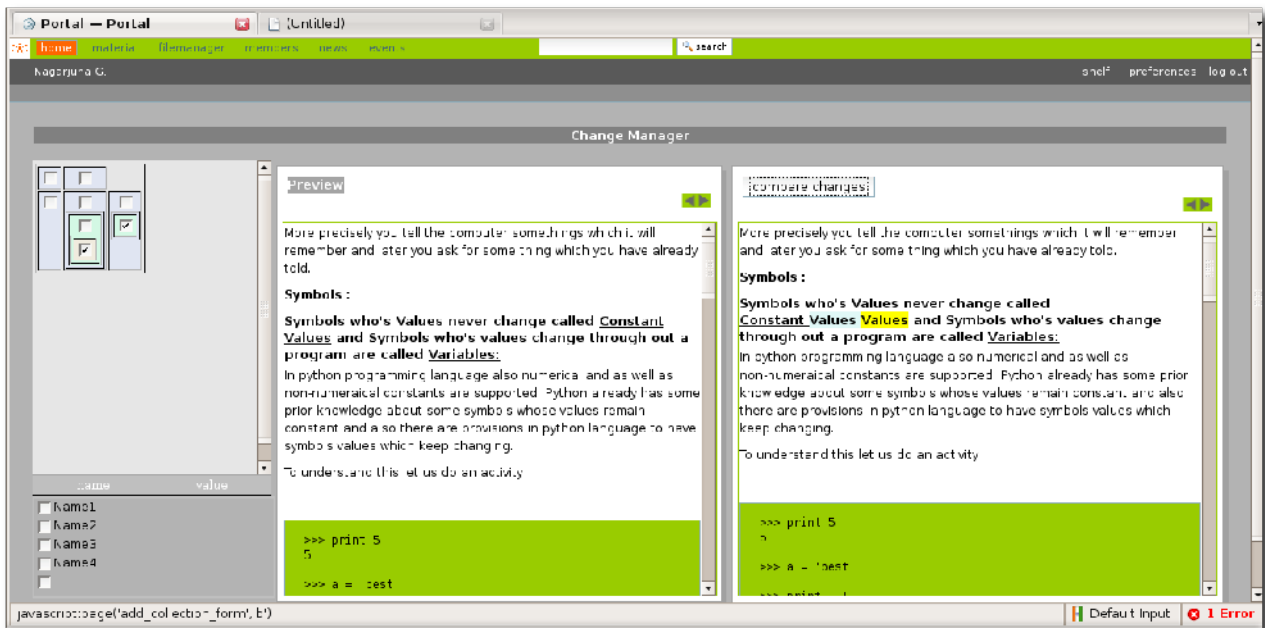 Portal — Portal
(Untitled)
home materia filemanager members news events
search
Nagarjuna G.
shelf preferences log out
Change Manager
Preview
More precisely you tell the computer somethings which it will
remember and later you ask for some thing which you have already
told.
Symbols :
Symbols who's Values never change called Constant
Values and Symbols who's values change through out a
program are called Variables:
In python programming language also numerical and as well as
non-numeraical constants are supported. Python already has some
prior knowledge about some symbols whose values remain
constant and also there are provisions in python language to have
symbols values which keep changing.
To understand this let us do an activity
>>> print 5
5
>>> a = 'best
compare changes
More precisely you tell the computer somethings which it will remember
and later you ask for some thing which you have already told.
Symbols :
Symbols who's Values never change called
Constant Values Values and Symbols who's values change
through out a program are called Variables:
In python programming language also numerical and as well as
non-numeraical constants are supported. Python already has some prior
knowledge about some symbols whose values remain constant and also
there are provisions in python language to have symbols values which
keep changing.
To understand this let us do an activity
>>> print 5
5
>>> a = 'best
>>> print
name value
Name1
Name2
Name3
Name4
javascript:page('add_collection_form', b')
Default Input
1 Error